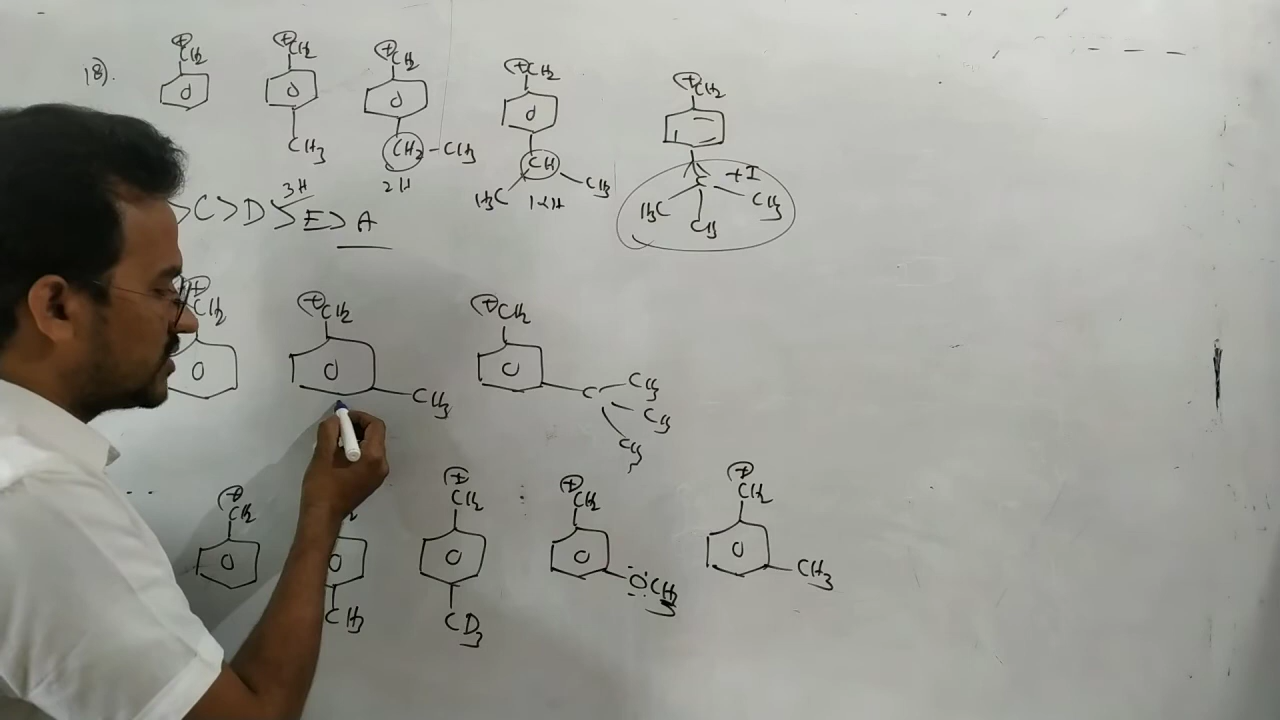 18).
⊕CH2 ⊕CH2 ⊕CH2 ⊕CH2 ⊕CH2
CH3 CH2-CH3 CH CH3 H3C C +I CH3
2H H3C 1αH CH3
>C>D>E>A
3H
⊕CH2 ⊕CH2 ⊕CH2
CH3 C CH3
CH3
CH3
⊕CH2 ⊕CH2 ⊕CH2 ⊕CH2
CH3 CD3 OCH3 CH3